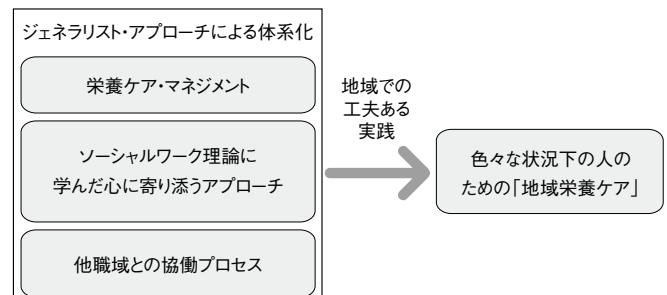 ジェネラリスト・アプローチによる体系化
栄養ケア・マネジメント
ソーシャルワーク理論に
学んだ心に寄り添うアプローチ
他職域との協働プロセス
地域での
工夫ある
実践
色々な状況下の人の
ための「地域栄養ケア」